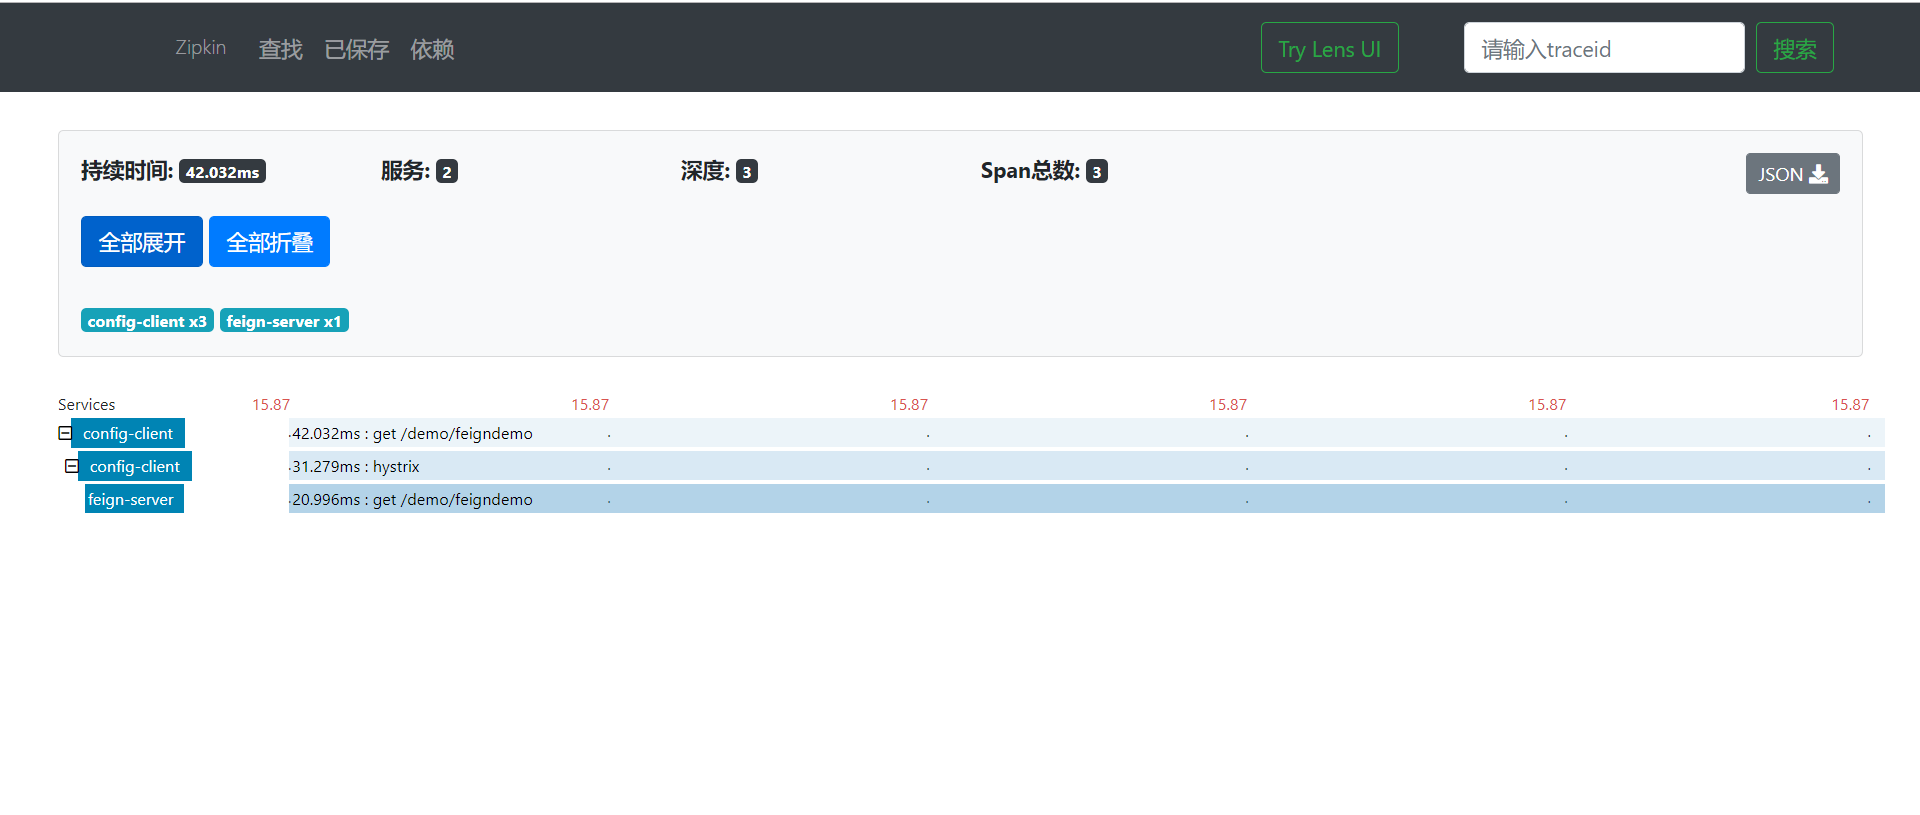 Zipkin 查找 已保存 依赖 Try Lens UI 请输入traceid 搜索
持续时间: 42.032ms 服务: 2 深度: 3 Span总数: 3 JSON
全部展开 全部折叠
config-client x3 feign-server x1
Services 15.87 15.87 15.87 15.87 15.87 15.87
config-client 42.032ms : get /demo/feigndemo
config-client 31.279ms : hystrix
feign-server 20.996ms : get /demo/feigndemo